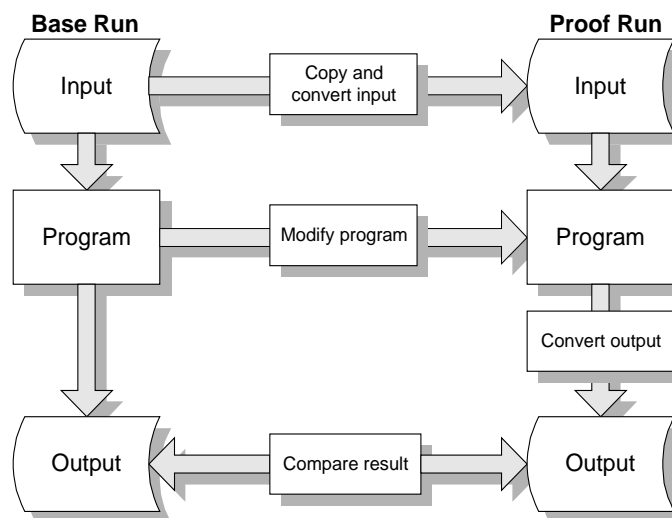 Base Run
Proof Run
Input
Copy and
convert input
Input
Program
Modify program
Program
Convert output
Output
Compare result
Output